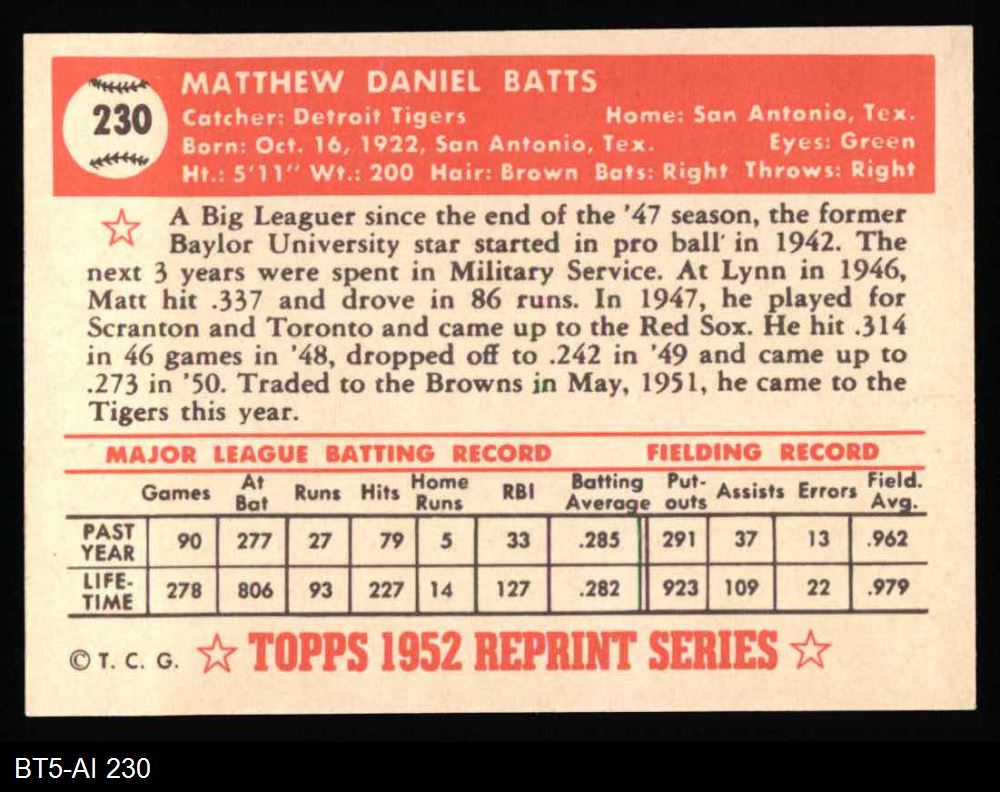 230
MATTHEW DANIEL BATTS
Catcher: Detroit Tigers Home: San Antonio, Tex.
Born: Oct. 16, 1922, San Antonio, Tex. Eyes: Green
Ht.: 5'11" Wt.: 200 Hair: Brown Bats: Right Throws: Right
A Big Leaguer since the end of the '47 season, the former
Baylor University star started in pro ball in 1942. The
next 3 years were spent in Military Service. At Lynn in 1946,
Matt hit .337 and drove in 86 runs. In 1947, he played for
Scranton and Toronto and came up to the Red Sox. He hit .314
in 46 games in '48, dropped off to .242 in '49 and came up to
.273 in '50. Traded to the Browns in May, 1951, he came to the
Tigers this year.
MAJOR LEAGUE BATTING RECORD FIELDING RECORD
Games At Bat Runs Hits Home Runs RBI Batting Average Put-outs Assists Errors Field. Avg.
PAST YEAR 90 277 27 79 5 33 .285 291 37 13 .962
LIFE-TIME 278 806 93 227 14 127 .282 923 109 22 .979
© T. C. G. TOPPS 1952 REPRINT SERIES
BT5-AI 230